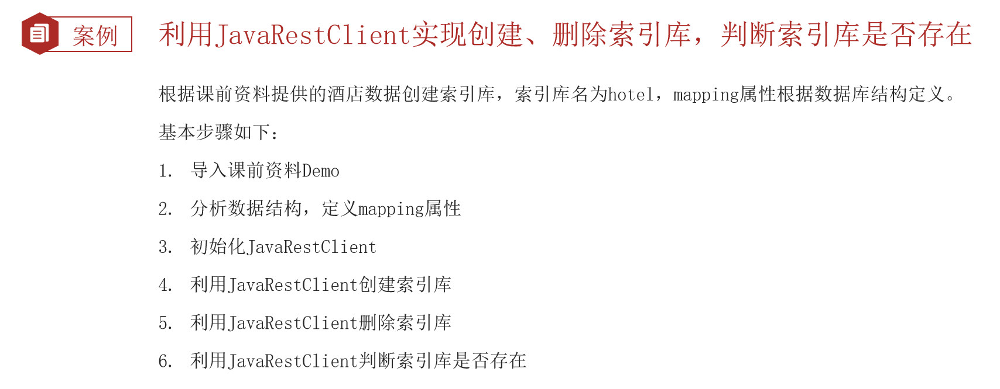 案例
利用JavaRestClient实现创建、删除索引库，判断索引库是否存在
根据课前资料提供的酒店数据创建索引库，索引库名为hotel，mapping属性根据数据库结构定义。
基本步骤如下：
1. 导入课前资料Demo
2. 分析数据结构，定义mapping属性
3. 初始化JavaRestClient
4. 利用JavaRestClient创建索引库
5. 利用JavaRestClient删除索引库
6. 利用JavaRestClient判断索引库是否存在